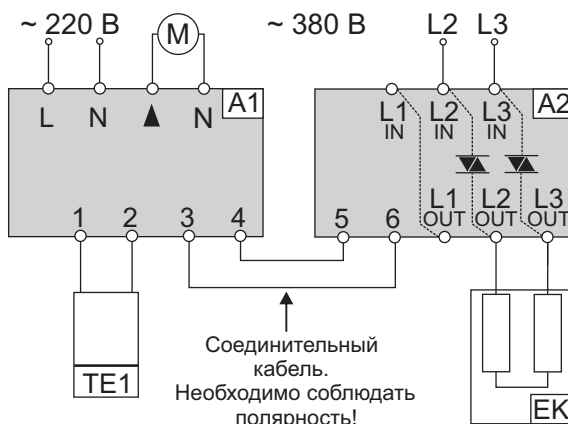 ~ 220 В
M
~ 380 В
L2 L3
L N ▲ N
A1
L1 IN
L2 IN
L3 IN
A2
L1 OUT
L2 OUT
L3 OUT
1 2 3 4
5 6
TE1
Соединительный
кабель.
Необходимо соблюдать
полярность!
EK